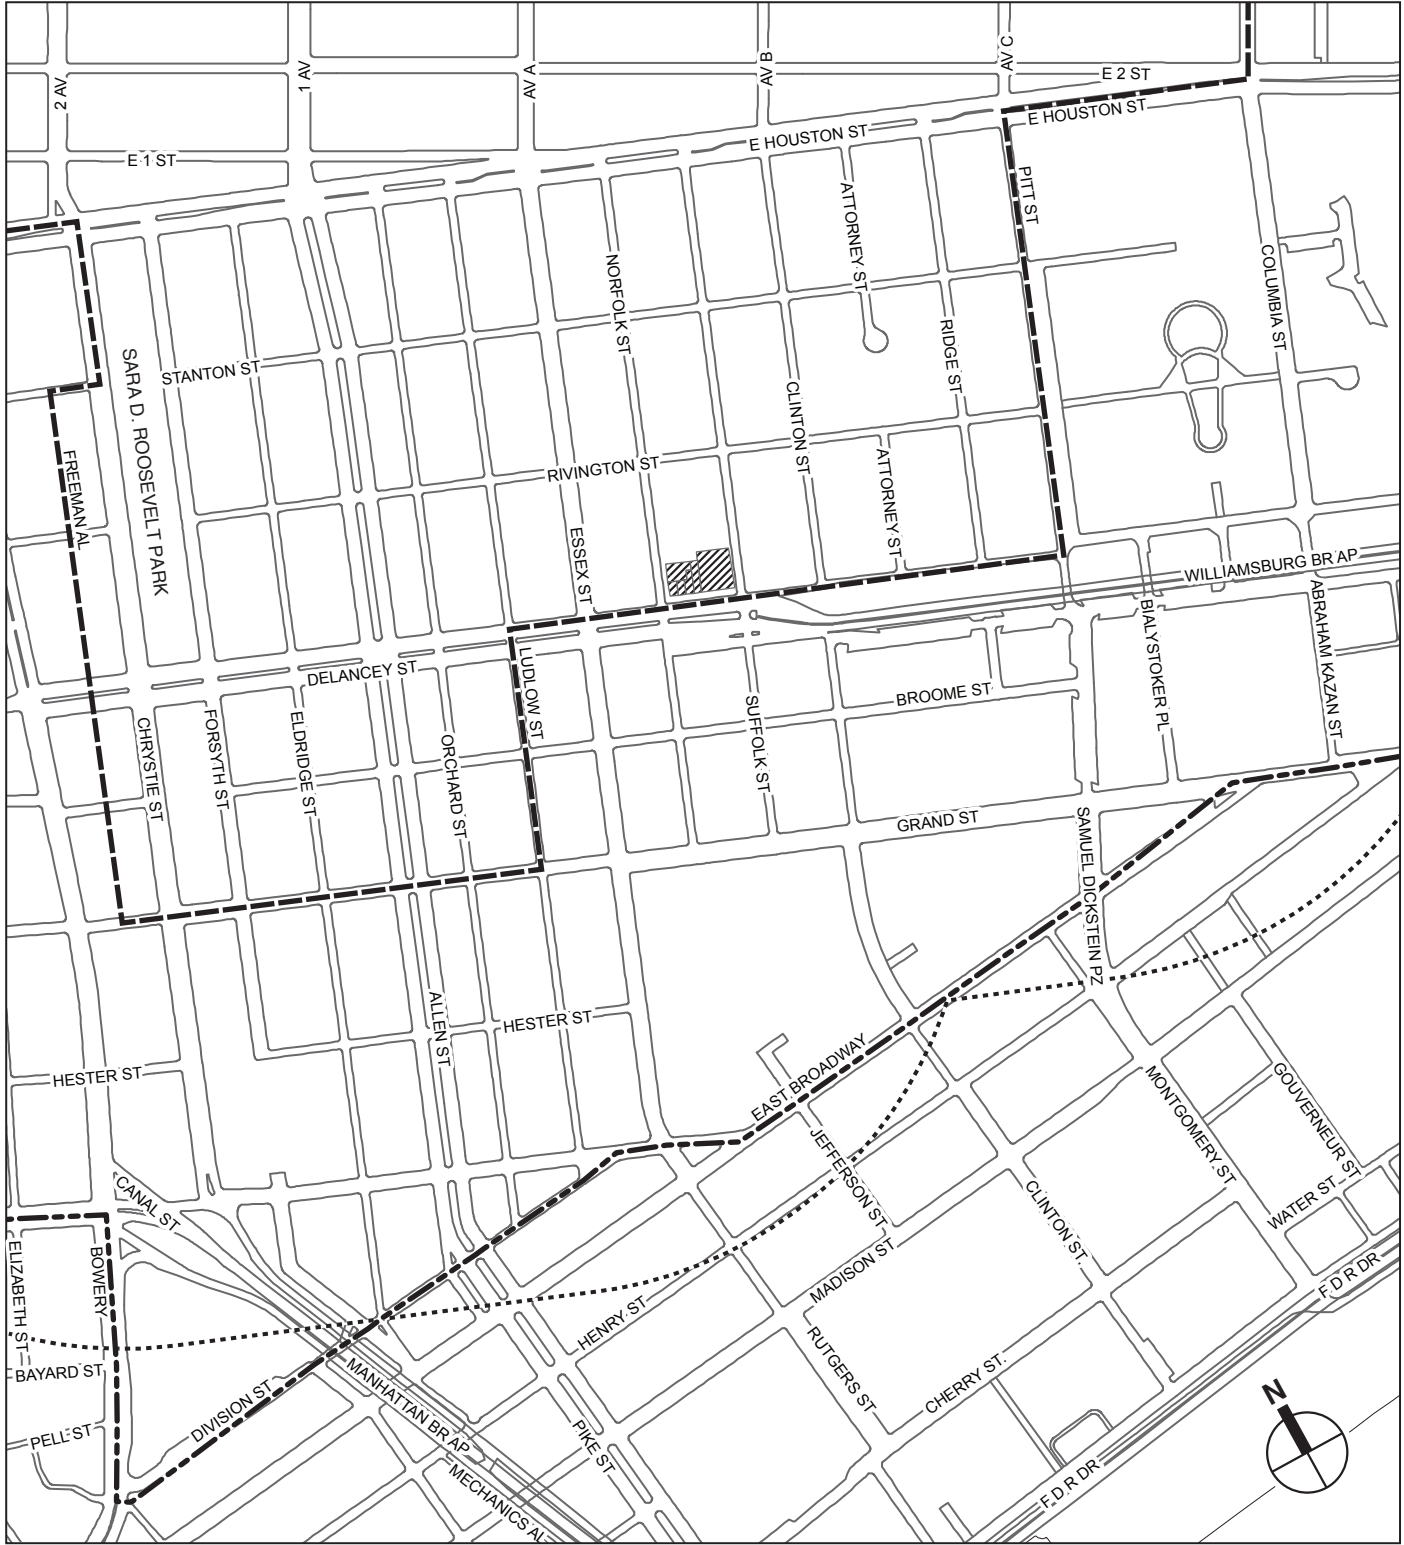 2 AV
1 AV
AV A
AV B
AV C
E 2 ST
E HOUSTON ST
E HOUSTON ST
E 1 ST
PITT ST
ATTORNEY ST
NORFOLK ST
COLUMBIA ST
RIDGE ST
SARA D. ROOSEVELT PARK
STANTON ST
CLINTON ST
FREEMAN AL
RIVINGTON ST
ATTORNEY ST
ESSEX ST
WILLIAMSBURG BR AP
BIALYSTOKER PL
ABRAHAM KAZAN ST
DELANCEY ST
LUDLOW ST
BROOME ST
SUFFOLK ST
CHRYSTIE ST
FORSYTH ST
ELDRIDGE ST
ORCHARD ST
GRAND ST
SAMUEL DICKSTEIN PZ
ALLEN ST
HESTER ST
HESTER ST
EAST BROADWAY
MONTGOMERY ST
GOUVERNEUR ST
JEFFERSON ST
CANAL ST
CLINTON ST.
WATER ST
ELIZABETH ST
BOWERY
MADISON ST
F D R DR
HENRY ST
RUTGERS ST
BAYARD ST
MANHATTAN BR AP
CHERRY ST.
DIVISION ST
N
PELL ST
PIKE ST
MECHANICS AL
F D R DR